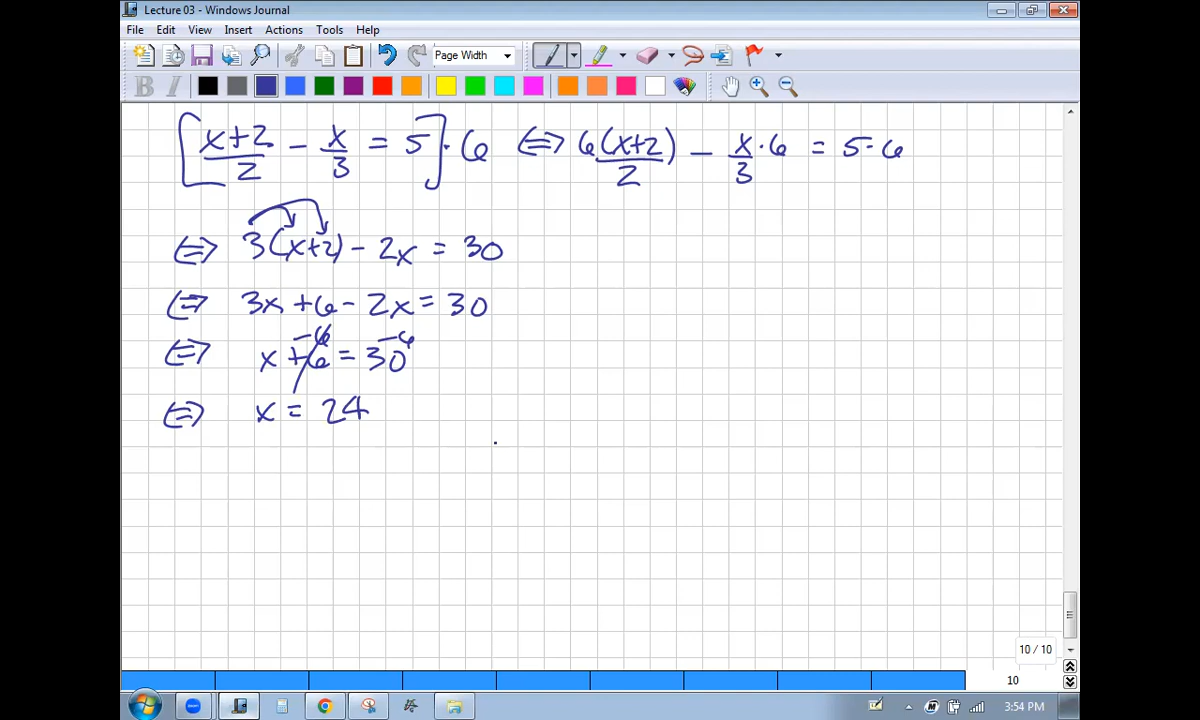 Lecture 03 - Windows Journal
File Edit View Insert Actions Tools Help
Page Width
B I
[(x+2)/2 - x/3 = 5] · 6 ⟺ 6(x+2)/2 - x/3 · 6 = 5 · 6
⟺ 3(x+2) - 2x = 30
⟺ 3x + 6 - 2x = 30
-6 -6
⟺ x + 6 = 30
⟺ x = 24
10 / 10
10
3:54 PM